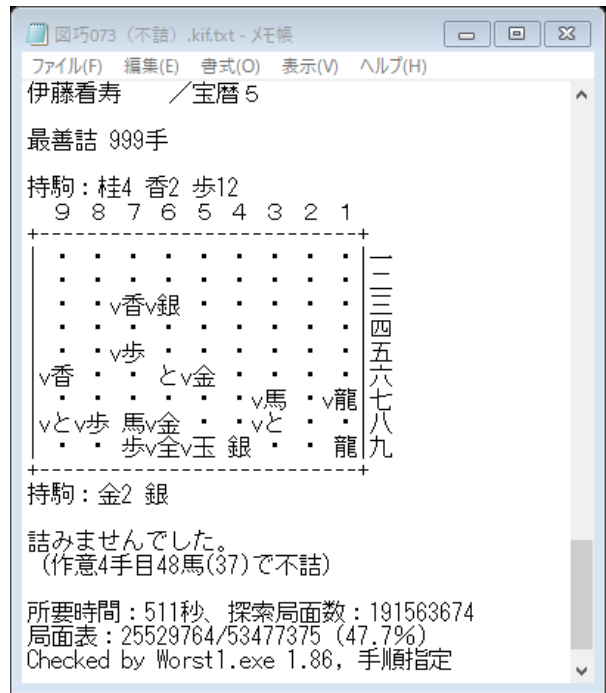 図巧073（不詰）.kif.txt - メモ帳
ファイル(F) 編集(E) 書式(O) 表示(V) ヘルプ(H)
伊藤看寿　　／宝暦５
最善詰 999手
持駒：桂4 香2 歩12
９ ８ ７ ６ ５ ４ ３ ２ １
+---------------------------+
| ・ ・ ・ ・ ・ ・ ・ ・ ・|一
| ・ ・ ・ ・ ・ ・ ・ ・ ・|二
| ・ ・v香v銀 ・ ・ ・ ・ ・|三
| ・ ・ ・ ・ ・ ・ ・ ・ ・|四
| ・ ・v歩 ・ ・ ・ ・ ・ ・|五
|v香 ・ ・ とv金 ・ ・ ・ ・|六
| ・ ・ ・ ・ ・ ・v馬 ・v龍|七
|vとv歩 馬v金 ・ ・vと ・ ・|八
| ・ ・ 歩v全v玉 銀 ・ ・ 龍|九
+---------------------------+
持駒：金2 銀
詰みませんでした。
（作意4手目48馬(37)で不詰）
所要時間：511秒、探索局面数：191563674
局面表：25529764/53477375 (47.7%)
Checked by Worst1.exe 1.86, 手順指定